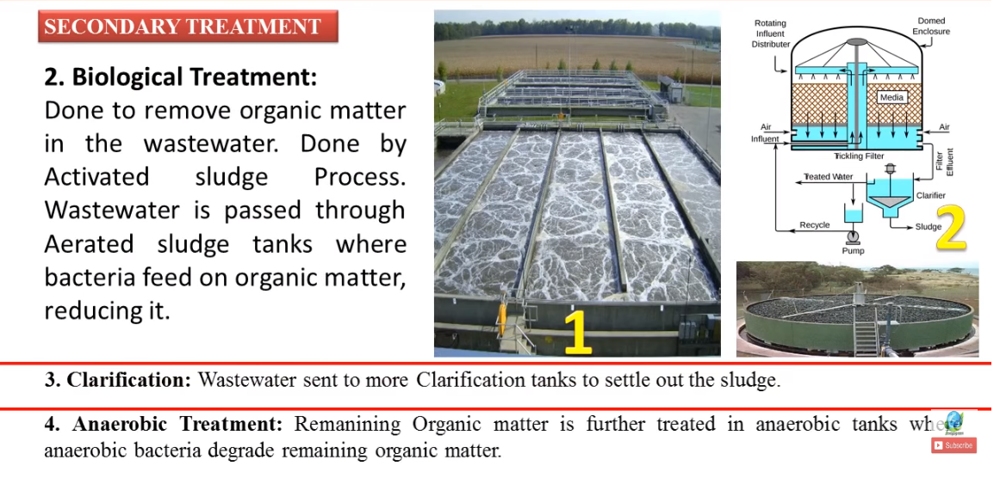 SECONDARY TREATMENT
2. Biological Treatment:
Done to remove organic matter
in the wastewater. Done by
Activated sludge Process.
Wastewater is passed through
Aerated sludge tanks where
bacteria feed on organic matter,
reducing it.
1
Rotating
Influent
Distributer
Domed
Enclosure
Media
Air
Air
Influent
Tickling Filter
Filter
Effluent
Treated Water
Clarifier
Recycle
Sludge
Pump
2
3. Clarification: Wastewater sent to more Clarification tanks to settle out the sludge.
4. Anaerobic Treatment: Remanining Organic matter is further treated in anaerobic tanks where
anaerobic bacteria degrade remaining organic matter.
Subscribe